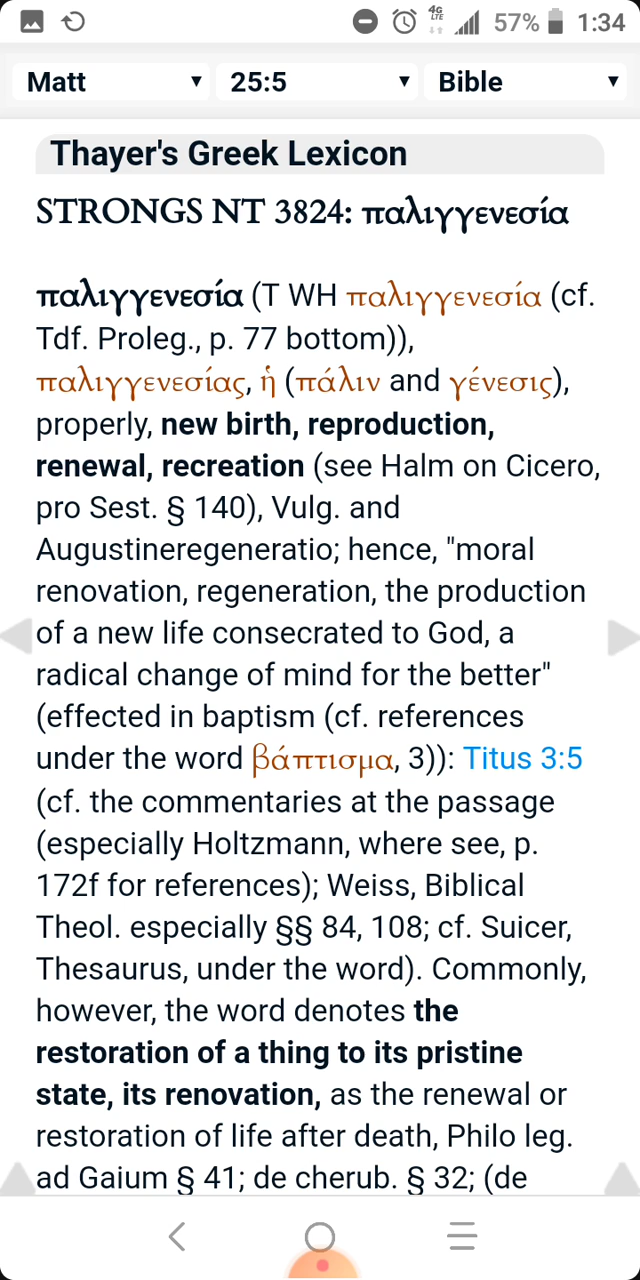 4G
LTE
57%
1:34
Matt ▼ 25:5 ▼ Bible ▼
Thayer's Greek Lexicon
STRONGS NT 3824: παλιγγενεσία
παλιγγενεσία (T WH παλιγγενεσία (cf.
Tdf. Proleg., p. 77 bottom)),
παλιγγενεσίας, ἡ (πάλιν and γένεσις),
properly, new birth, reproduction,
renewal, recreation (see Halm on Cicero,
pro Sest. § 140), Vulg. and
Augustineregeneratio; hence, "moral
renovation, regeneration, the production
of a new life consecrated to God, a
radical change of mind for the better"
(effected in baptism (cf. references
under the word βάπτισμα, 3)): Titus 3:5
(cf. the commentaries at the passage
(especially Holtzmann, where see, p.
172f for references); Weiss, Biblical
Theol. especially §§ 84, 108; cf. Suicer,
Thesaurus, under the word). Commonly,
however, the word denotes the
restoration of a thing to its pristine
state, its renovation, as the renewal or
restoration of life after death, Philo leg.
ad Gaium § 41; de cherub. § 32; (de